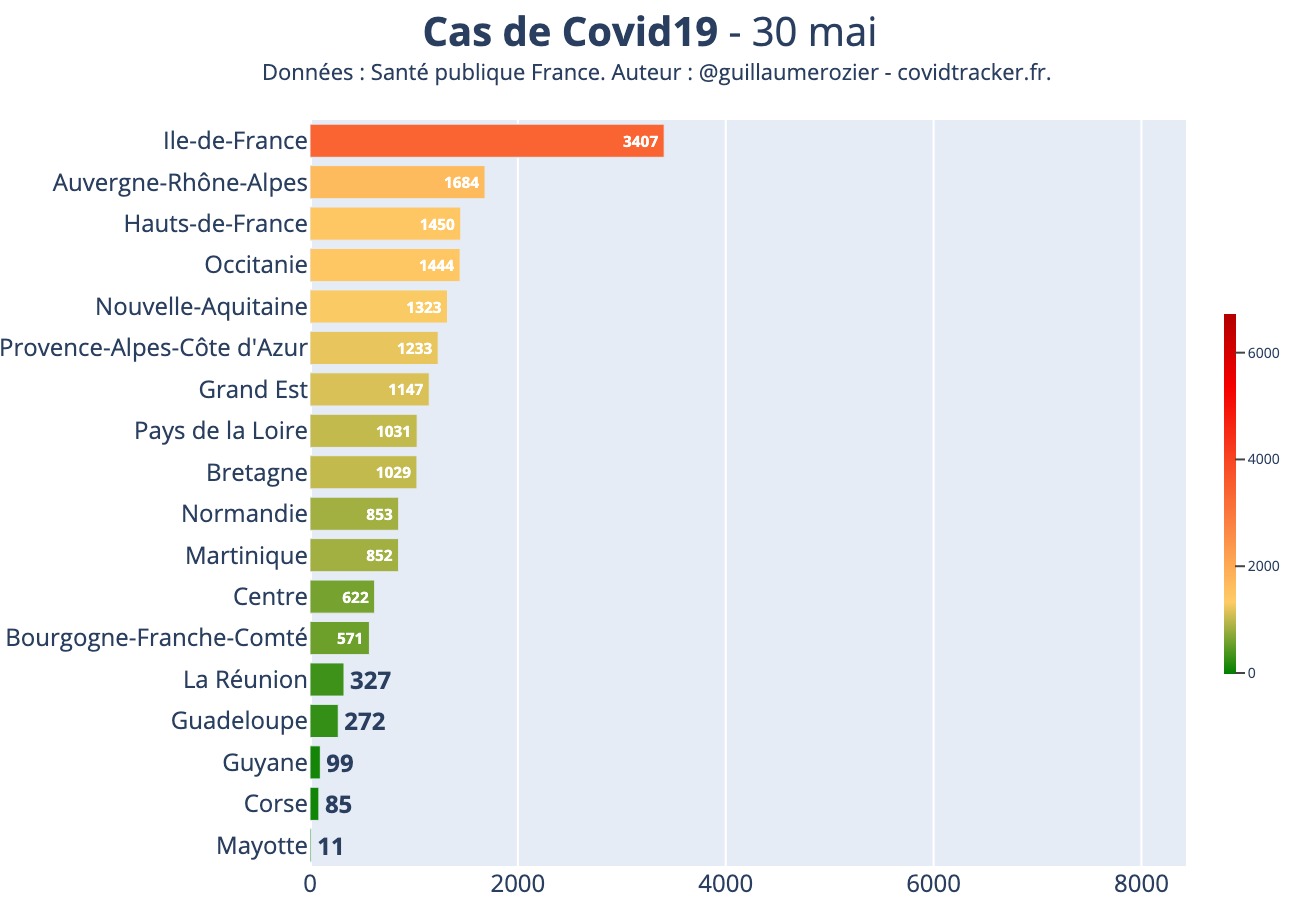 Cas de Covid19 - 30 mai
Données : Santé publique France. Auteur : @guillaumerozier - covidtracker.fr.
Ile-de-France 3407
Auvergne-Rhône-Alpes 1684
Hauts-de-France 1450
Occitanie 1444
Nouvelle-Aquitaine 1323
Provence-Alpes-Côte d'Azur 1233
Grand Est 1147
Pays de la Loire 1031
Bretagne 1029
Normandie 853
Martinique 852
Centre 622
Bourgogne-Franche-Comté 571
La Réunion 327
Guadeloupe 272
Guyane 99
Corse 85
Mayotte 11
0 2000 4000 6000 8000
6000
4000
2000
0